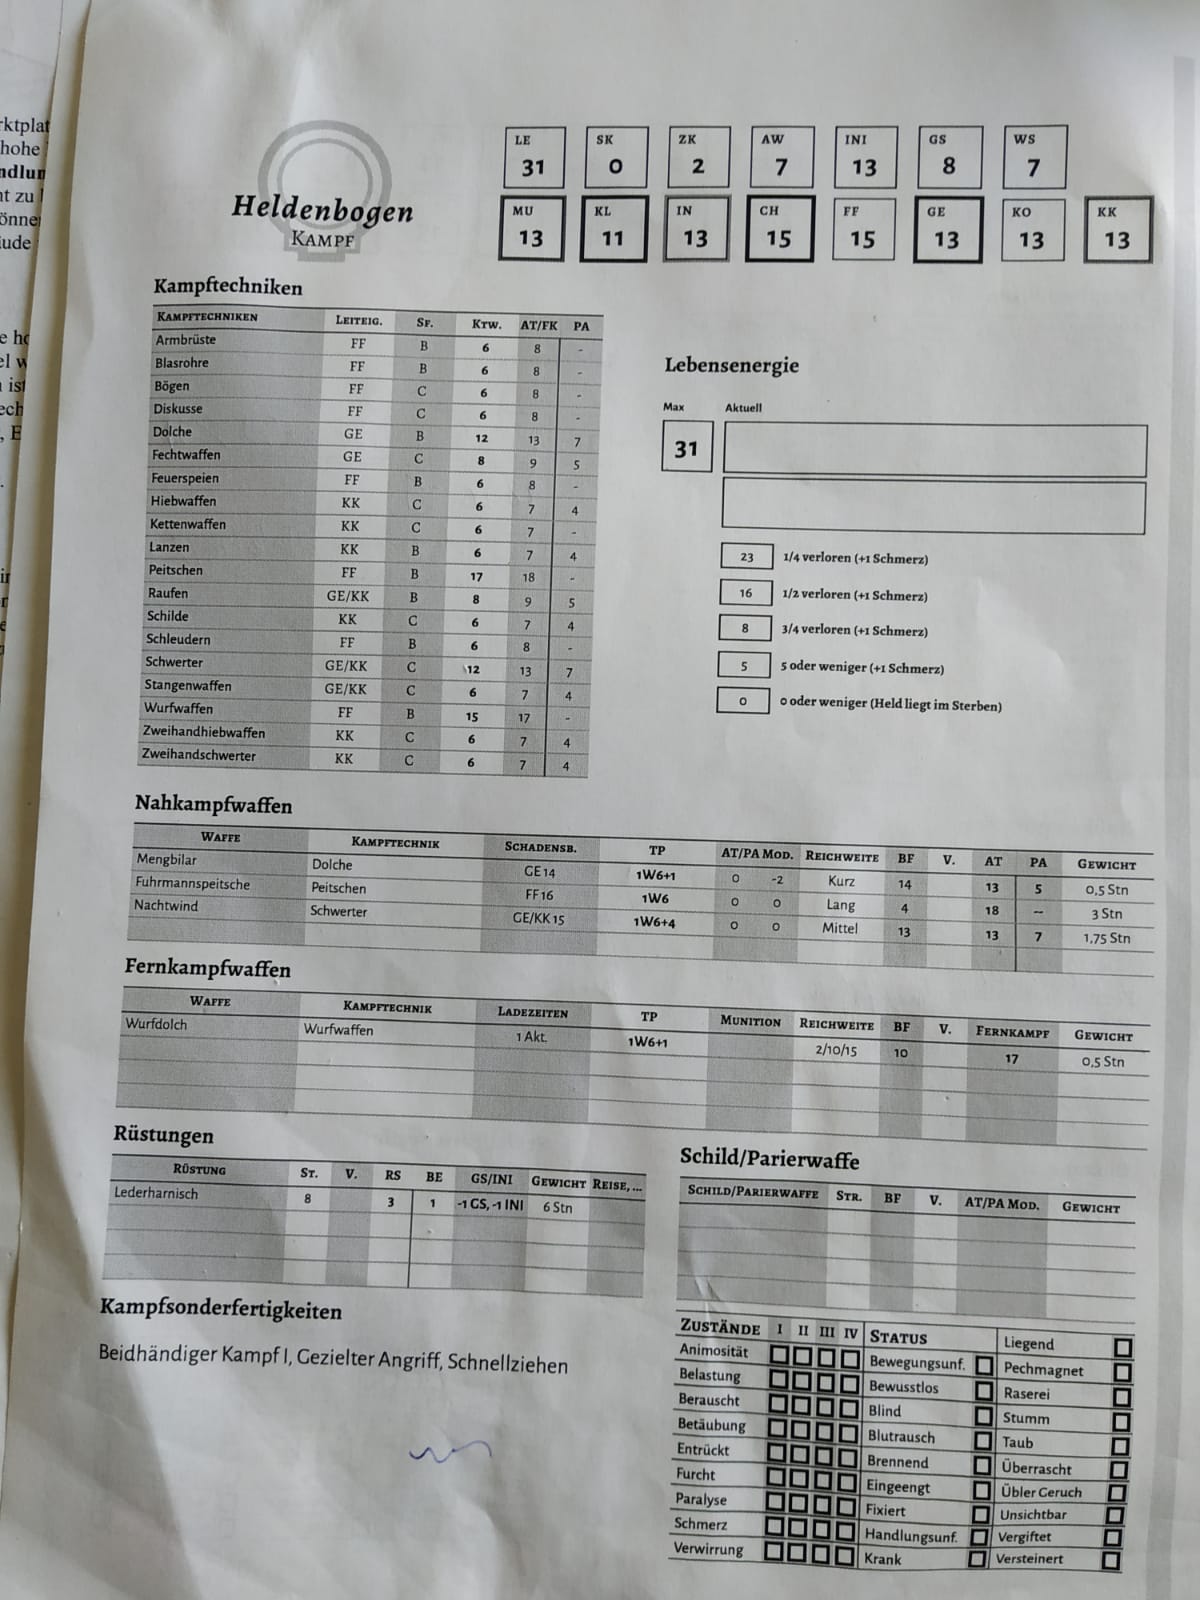 rktplat
hohe
ndlun
nt zu
önne
iude
Heldenbogen
KAMPF
LE SK ZK AW INI GS WS
31 0 2 7 13 8 7
MU KL IN CH FF GE KO KK
13 11 13 15 15 13 13 13
Kampftechniken
KAMPFTECHNIKEN LEITEIG. SF. KTW. AT/FK PA
Armbrüste FF B 6 8 -
Blasrohre FF B 6 8 -
Bögen FF C 6 8 -
Diskusse FF C 6 8 -
Dolche GE B 12 13 7
Fechtwaffen GE C 8 9 5
Feuerspeien FF B 6 8 -
Hiebwaffen KK C 6 7 4
Kettenwaffen KK C 6 7 -
Lanzen KK B 6 7 4
Peitschen FF B 17 18 -
Raufen GE/KK B 8 9 5
Schilde KK C 6 7 4
Schleudern FF B 6 8 -
Schwerter GE/KK C 12 13 7
Stangenwaffen GE/KK C 6 7 4
Wurfwaffen FF B 15 17 -
Zweihandhiebwaffen KK C 6 7 4
Zweihandschwerter KK C 6 7 4
Lebensenergie
Max Aktuell
31
23 1/4 verloren (+1 Schmerz)
16 1/2 verloren (+1 Schmerz)
8 3/4 verloren (+1 Schmerz)
5 5 oder weniger (+1 Schmerz)
0 0 oder weniger (Held liegt im Sterben)
Nahkampfwaffen
WAFFE KAMPFTECHNIK SCHADENSB. TP AT/PA MOD. REICHWEITE BF V. AT PA GEWICHT
Mengbilar Dolche GE 14 1W6+1 0 -2 Kurz 14 13 5 0,5 Stn
Fuhrmannspeitsche Peitschen FF 16 1W6 0 0 Lang 4 18 -- 3 Stn
Nachtwind Schwerter GE/KK 15 1W6+4 0 0 Mittel 13 13 7 1,75 Stn
Fernkampfwaffen
WAFFE KAMPFTECHNIK LADEZEITEN TP MUNITION REICHWEITE BF V. FERNKAMPF GEWICHT
Wurfdolch Wurfwaffen 1 Akt. 1W6+1 2/10/15 10 17 0,5 Stn
Rüstungen
RÜSTUNG ST. V. RS BE GS/INI GEWICHT REISE, ...
Lederharnisch 8 3 1 -1 GS, -1 INI 6 Stn
Schild/Parierwaffe
SCHILD/PARIERWAFFE STR. BF V. AT/PA MOD. GEWICHT
Kampfsonderfertigkeiten
Beidhändiger Kampf I, Gezielter Angriff, Schnellziehen
ZUSTÄNDE I II III IV
Animosität
Belastung
Berauscht
Betäubung
Entrückt
Furcht
Paralyse
Schmerz
Verwirrung
STATUS
Bewegungsunf.
Bewusstlos
Blind
Blutrausch
Brennend
Eingeengt
Fixiert
Handlungsunf.
Krank
Liegend
Pechmagnet
Raserei
Stumm
Taub
Überrascht
Übler Geruch
Unsichtbar
Vergiftet
Versteinert